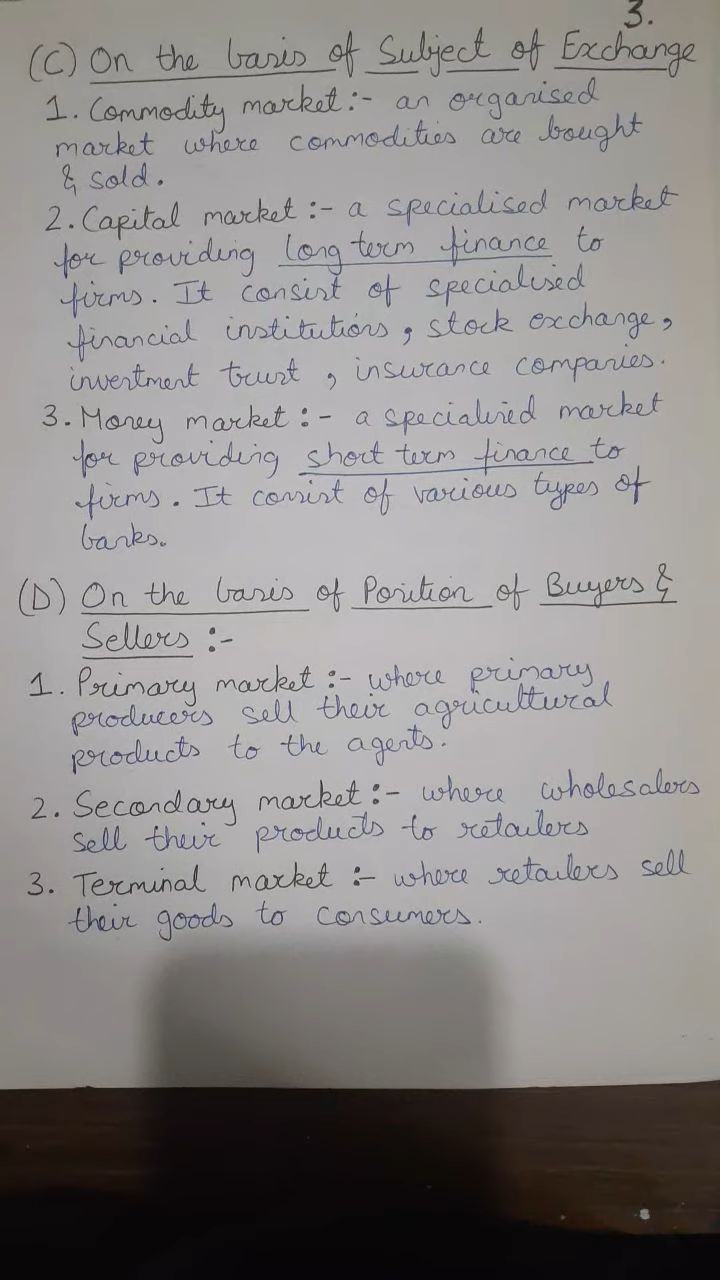 3.
(C) On the basis of Subject of Exchange
1. Commodity market :- an organised
market where commodities are bought
& sold.
2. Capital market :- a specialised market
for providing long term finance to
firms. It consist of specialised
financial institutions, stock exchange,
investment trust, insurance companies.
3. Money market :- a specialised market
for providing short term finance to
firms. It consist of various types of
banks.
(D) On the basis of Position of Buyers &
Sellers :-
1. Primary market :- where primary
producers sell their agricultural
products to the agents.
2. Secondary market :- where wholesalers
sell their products to retailers
3. Terminal market :- where retailers sell
their goods to consumers.